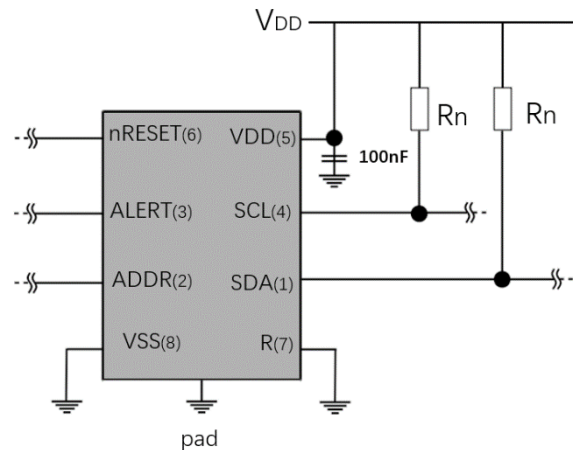 VDD
Rn
Rn
nRESET(6)
VDD(5)
100nF
ALERT(3)
SCL(4)
ADDR(2)
SDA(1)
VSS(8)
R(7)
pad